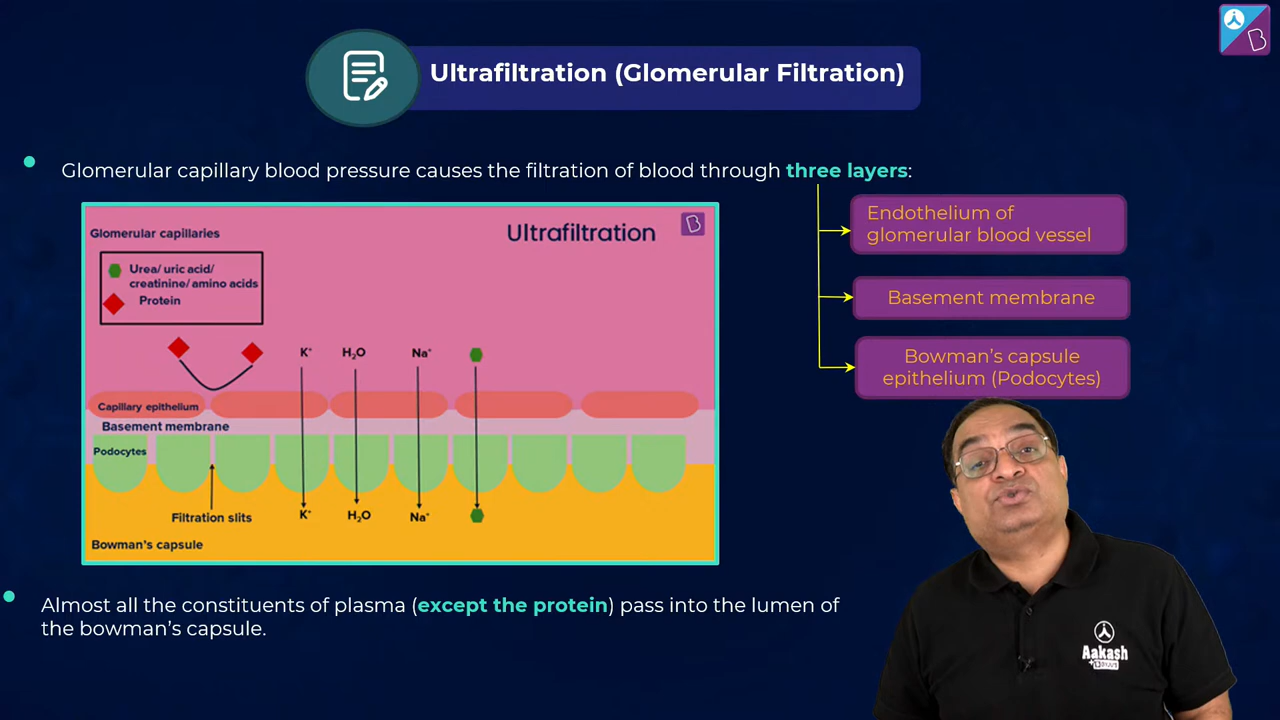 Ultrafiltration (Glomerular Filtration)
Glomerular capillary blood pressure causes the filtration of blood through three layers:
Endothelium of
glomerular blood vessel
Basement membrane
Bowman's capsule
epithelium (Podocytes)
Glomerular capillaries
Ultrafiltration
Urea/ uric acid/
creatinine/ amino acids
Protein
K⁺ H₂O Na⁺
Capillary epithelium
Basement membrane
Podocytes
Filtration slits
K⁺ H₂O Na⁺
Bowman's capsule
Almost all the constituents of plasma (except the protein) pass into the lumen of
the bowman's capsule.
Aakash